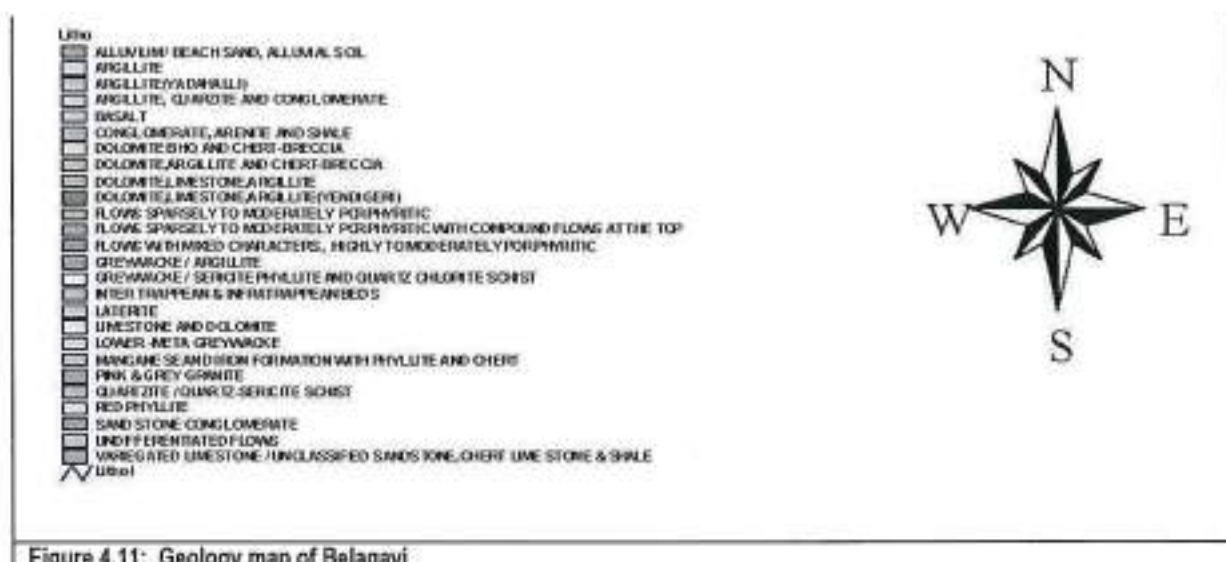 Litho
ALLUVIUM/ BEACH SAND, ALLUVIAL SOIL
ARGILLITE
ARGILLITE(YADAHALLI)
ARGILLITE, QUARZITE AND CONGLOMERATE
BASALT
CONGLOMERATE, ARENITE AND SHALE
DOLOMITE AND CHERT-BRECCIA
DOLOMITE,ARGILLITE AND CHERT-BRECCIA
DOLOMITE,LIMESTONE,ARGILLITE
DOLOMITE,LIMESTONE,ARGILLITE(YENDIGERI)
FLOWS SPARSELY TO MODERATELY PORPHYRITIC
FLOWS SPARSELY TO MODERATELY PORPHYRITIC WITH COMPOUND FLOWS AT THE TOP
FLOWS WITH MIXED CHARACTERS, HIGHLY TO MODERATELY PORPHYRITIC
GREYWACKE / ARGILLITE
GREYWACKE / SERICITE PHYLLITE AND QUARTZ CHLORITE SCHIST
INTER TRAPPEAN & INFRATRAPPEAN BEDS
LATERITE
LIMESTONE AND DOLOMITE
LOWER -META GREYWACKE
MANGANESE AND IRON FORMATION WITH PHYLLITE AND CHERT
PINK & GREY GRANITE
QUARTZITE / QUARTZ-SERICITE SCHIST
RED PHYLLITE
SAND STONE CONGLOMERATE
UNDIFFERENTIATED FLOWS
VARIEGATED LIMESTONE / UNCLASSIFIED SANDSTONE, CHERT LIME STONE & SHALE
Lithol
N
W E
S
Figure 4.11: Geology map of Belagavi